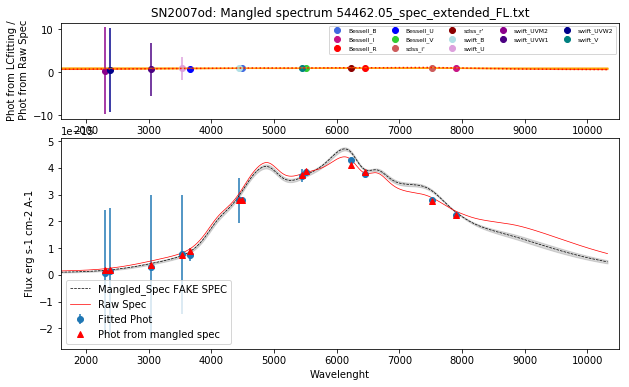 SN2007od: Mangled spectrum 54462.05_spec_extended_FL.txt
Phot from LCfitting /
Phot from Raw Spec
10
0
−10
Bessell_B
Bessell_I
Bessell_R
Bessell_U
Bessell_V
sdss_i'
sdss_r'
swift_B
swift_U
swift_UVM2
swift_UVW1
swift_UVW2
swift_V
2000 3000 4000 5000 6000 7000 8000 9000 10000
1e−15
Flux erg s-1 cm-2 A-1
5
4
3
2
1
0
−1
−2
Mangled_Spec FAKE SPEC
Raw Spec
Fitted Phot
Phot from mangled spec
2000 3000 4000 5000 6000 7000 8000 9000 10000
Wavelenght